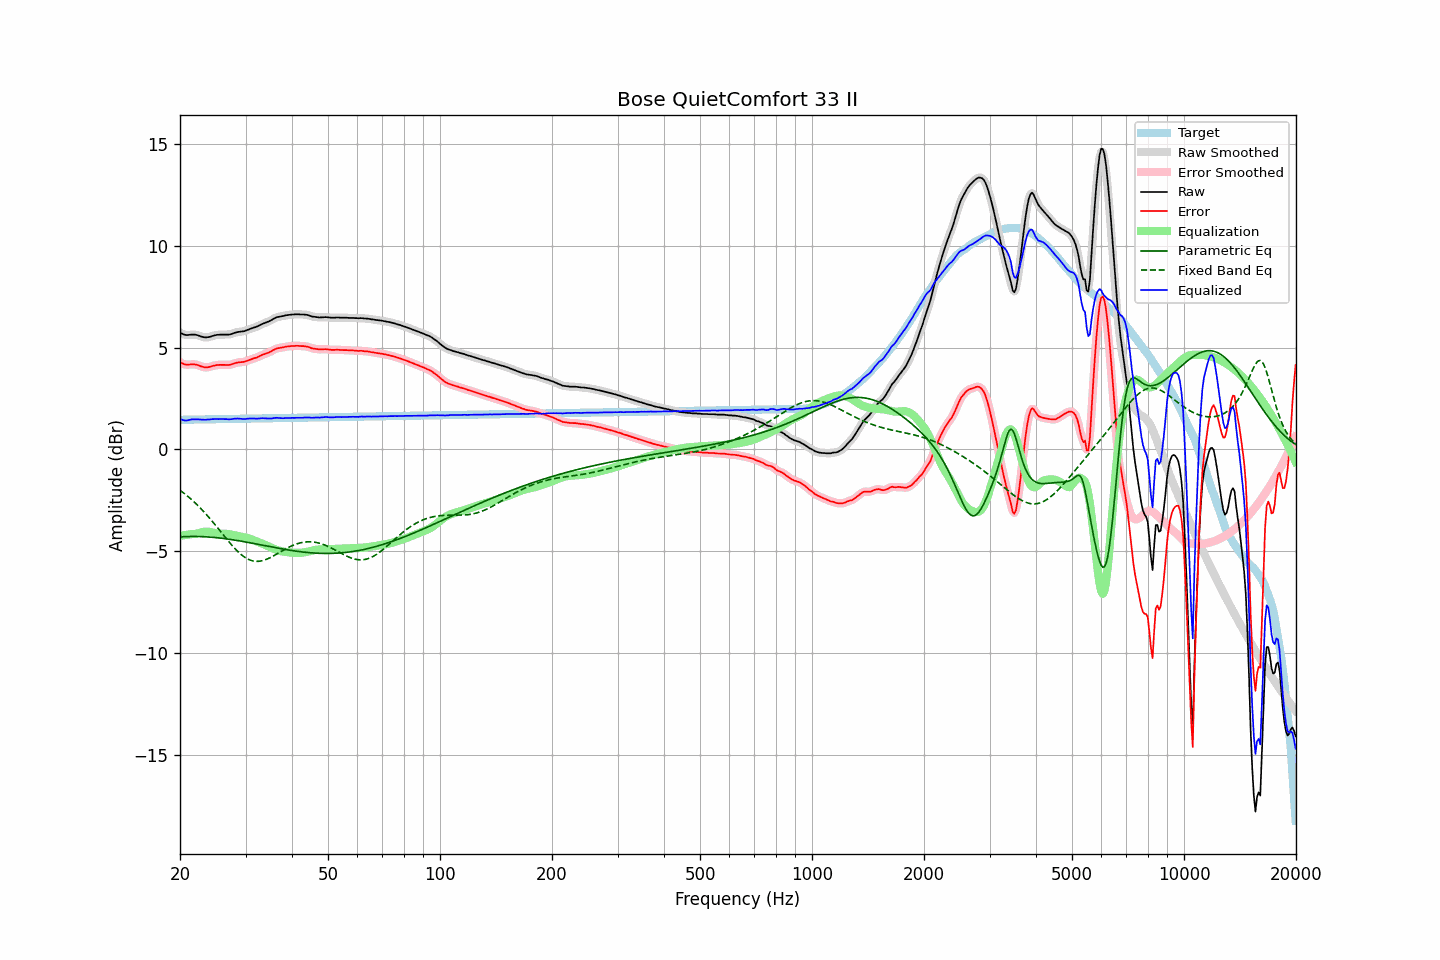 Bose QuietComfort 33 II
Target
Raw Smoothed
Error Smoothed
Raw
Error
Equalization
Parametric Eq
Fixed Band Eq
Equalized
Amplitude (dBr)
15
10
5
0
−5
−10
−15
20
50
100
200
500
1000
2000
5000
10000
20000
Frequency (Hz)